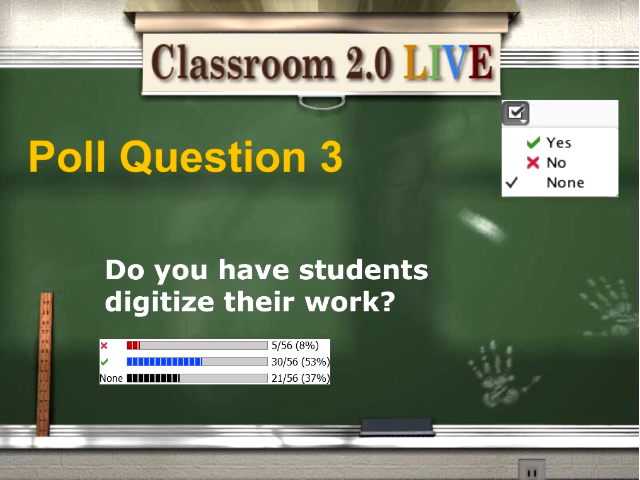 Classroom 2.0 LIVE
Poll Question 3
Yes
No
None
Do you have students
digitize their work?
5/56 (8%)
30/56 (53%)
None 21/56 (37%)